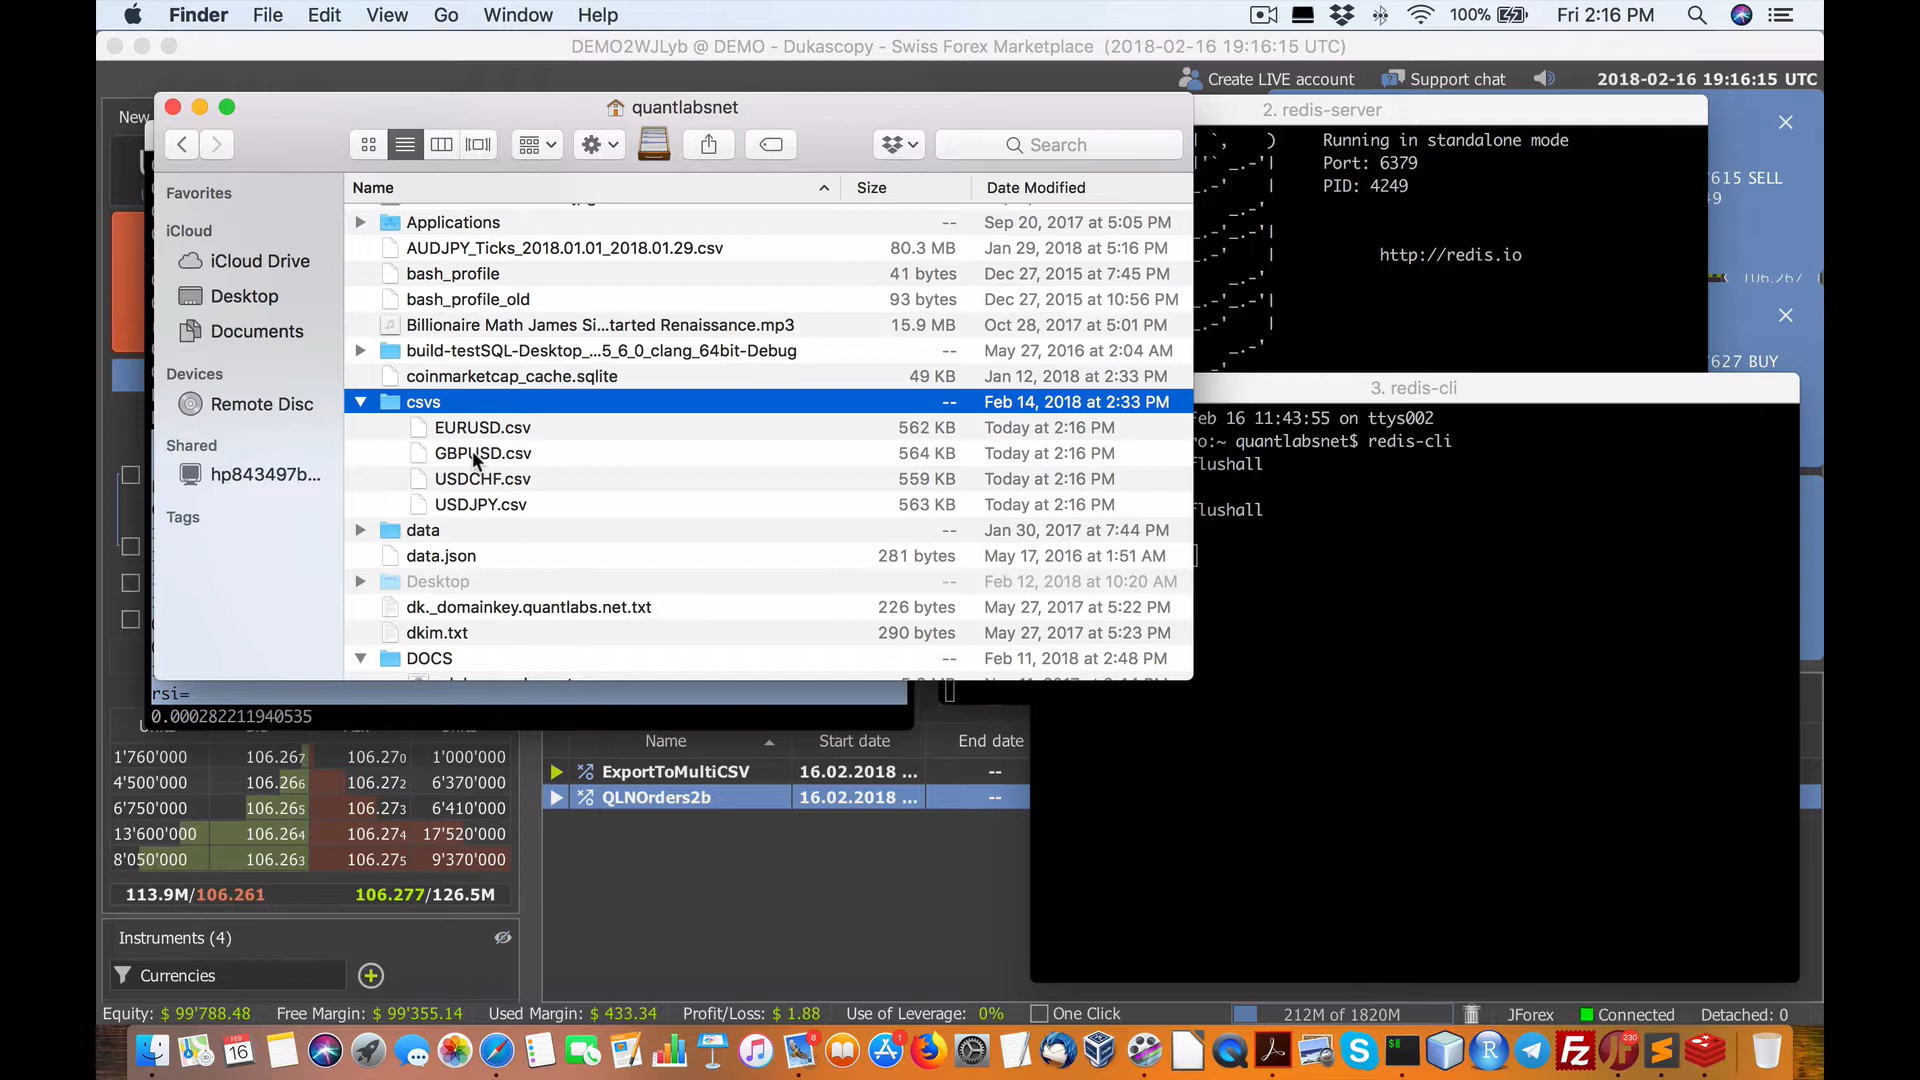 Finder File Edit View Go Window Help 100% Fri 2:16 PM
DEMO2WJLyb @ DEMO - Dukascopy - Swiss Forex Marketplace (2018-02-16 19:16:15 UTC)
Create LIVE account Support chat 2018-02-16 19:16:15 UTC
New
quantlabsnet
Search
Favorites
iCloud
iCloud Drive
Desktop
Documents
Devices
Remote Disc
Shared
hp843497b...
Tags
Name Size Date Modified
Applications -- Sep 20, 2017 at 5:05 PM
AUDJPY_Ticks_2018.01.01_2018.01.29.csv 80.3 MB Jan 29, 2018 at 5:16 PM
bash_profile 41 bytes Dec 27, 2015 at 7:45 PM
bash_profile_old 93 bytes Dec 27, 2015 at 10:56 PM
Billionaire Math James Si...tarted Renaissance.mp3 15.9 MB Oct 28, 2017 at 5:01 PM
build-testSQL-Desktop_...5_6_0_clang_64bit-Debug -- May 27, 2016 at 2:04 AM
coinmarketcap_cache.sqlite 49 KB Jan 12, 2018 at 2:33 PM
csvs -- Feb 14, 2018 at 2:33 PM
EURUSD.csv 562 KB Today at 2:16 PM
GBPUSD.csv 564 KB Today at 2:16 PM
USDCHF.csv 559 KB Today at 2:16 PM
USDJPY.csv 563 KB Today at 2:16 PM
data -- Jan 30, 2017 at 7:44 PM
data.json 281 bytes May 17, 2016 at 1:51 AM
Desktop -- Feb 12, 2018 at 10:20 AM
dk._domainkey.quantlabs.net.txt 226 bytes May 27, 2017 at 5:22 PM
dkim.txt 290 bytes May 27, 2017 at 5:23 PM
DOCS -- Feb 11, 2018 at 2:48 PM
2. redis-server
Running in standalone mode
Port: 6379
PID: 4249
http://redis.io
615 SELL
627 BUY
3. redis-cli
eb 16 11:43:55 on ttys002
ro:~ quantlabsnet$ redis-cli
flushall
flushall
rsi=
0.000282211940535
1'760'000 106.267 106.270 1'000'000
4'500'000 106.266 106.272 6'370'000
6'750'000 106.265 106.273 6'410'000
13'600'000 106.264 106.274 17'520'000
8'050'000 106.263 106.275 9'370'000
113.9M/106.261 106.277/126.5M
Name Start date End date
ExportToMultiCSV 16.02.2018 ... --
QLNOrders2b 16.02.2018 ... --
Instruments (4)
Currencies
Equity: $ 99'788.48 Free Margin: $ 99'355.14 Used Margin: $ 433.34 Profit/Loss: $ 1.88 Use of Leverage: 0% One Click 212M of 1820M JForex Connected Detached: 0
FEB
16
8
1
230